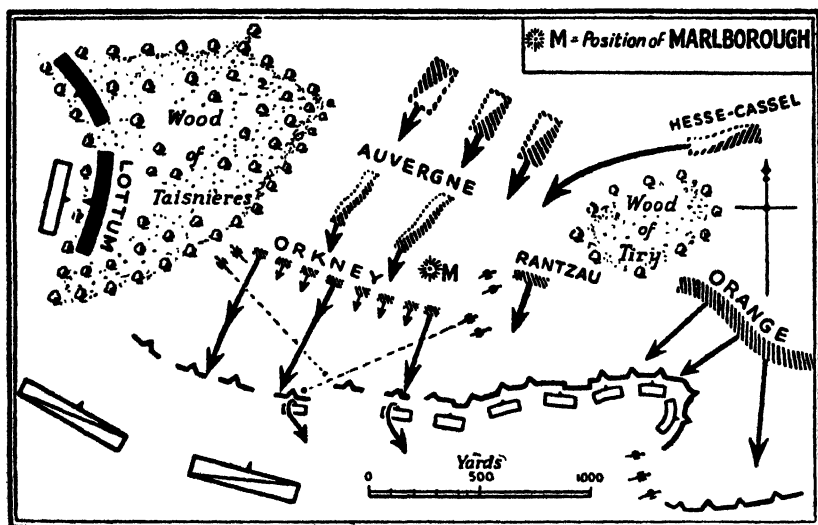 M = Position of MARLBOROUGH
HESSE-CASSEL
Wood
of
Taisnieres
AUVERGNE
LOTTUM
Wood
of
Tiry
ORKNEY
M
RANTZAU
ORANGE
Yards
0 500 1000